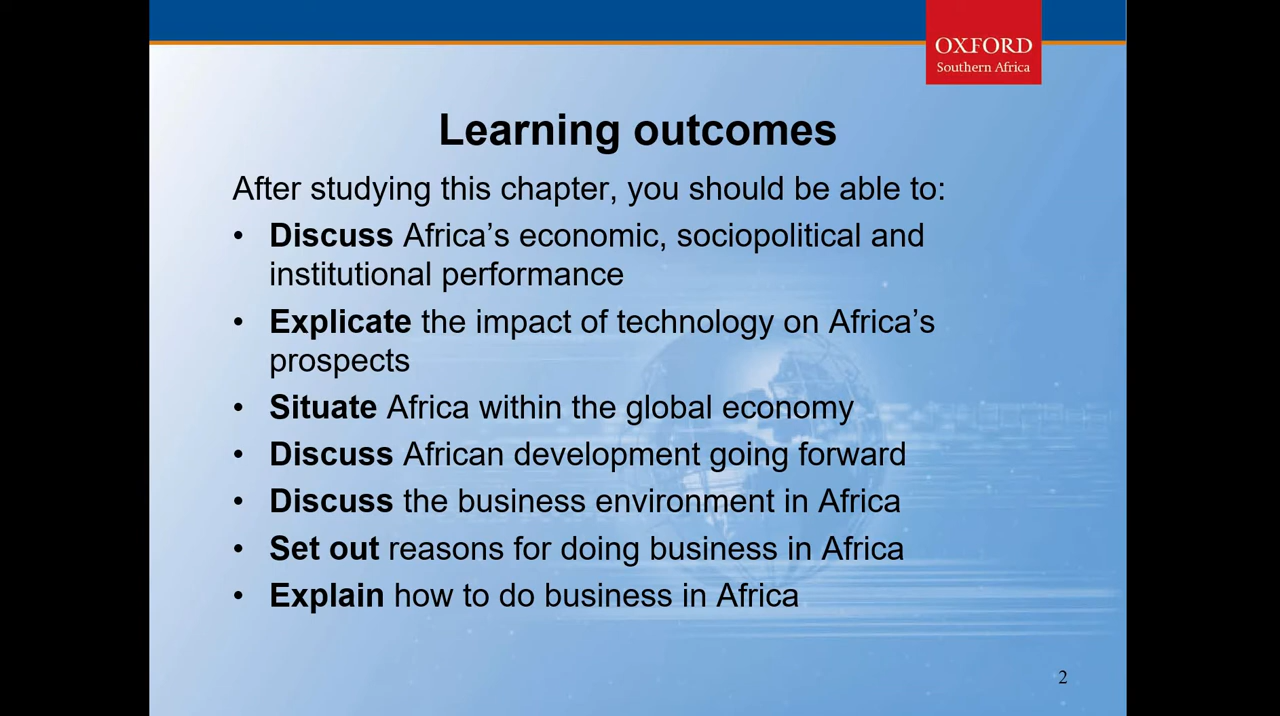 OXFORD
Southern Africa
Learning outcomes
After studying this chapter, you should be able to:
• Discuss Africa’s economic, sociopolitical and
institutional performance
• Explicate the impact of technology on Africa’s
prospects
• Situate Africa within the global economy
• Discuss African development going forward
• Discuss the business environment in Africa
• Set out reasons for doing business in Africa
• Explain how to do business in Africa
2